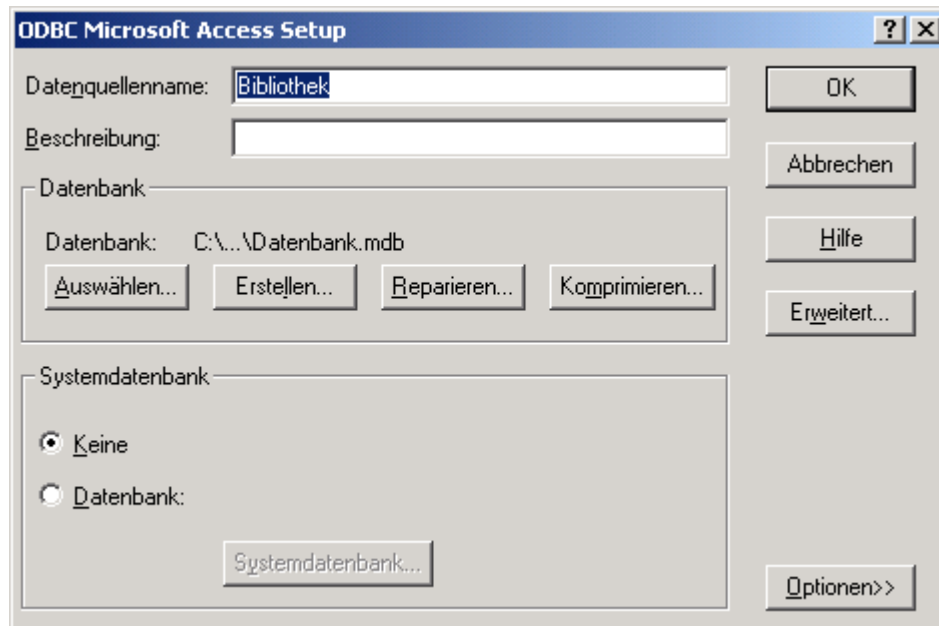 ODBC Microsoft Access Setup
Datenquellenname: Bibliothek
OK
Beschreibung:
Abbrechen
Datenbank
Datenbank: C:\...\Datenbank.mdb
Hilfe
Auswählen... Erstellen... Reparieren... Komprimieren...
Erweitert...
Systemdatenbank
Keine
Datenbank:
Systemdatenbank...
Optionen>>